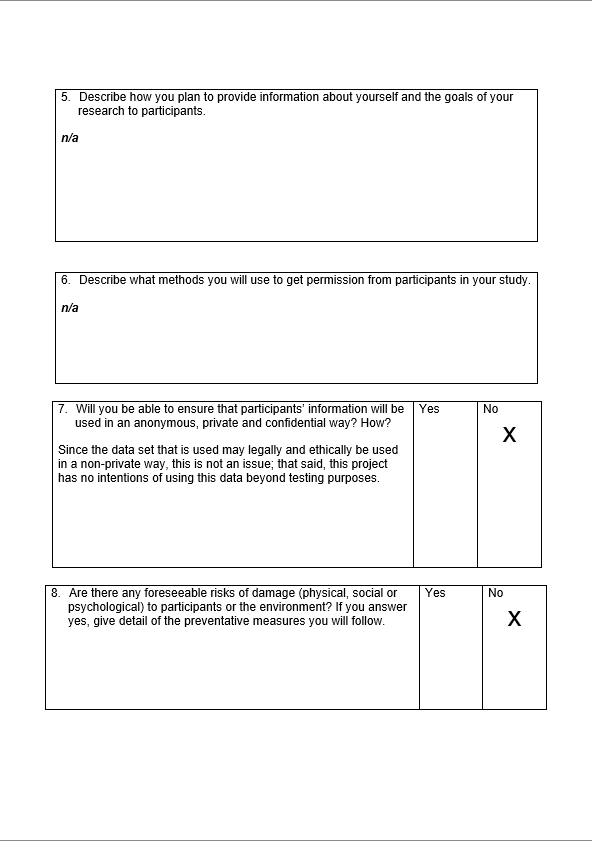 5. Describe how you plan to provide information about yourself and the goals of your
research to participants.
n/a
6. Describe what methods you will use to get permission from participants in your study.
n/a
7. Will you be able to ensure that participants' information will be
used in an anonymous, private and confidential way? How?
Since the data set that is used may legally and ethically be used
in a non-private way, this is not an issue; that said, this project
has no intentions of using this data beyond testing purposes.
Yes
No
X
8. Are there any foreseeable risks of damage (physical, social or
psychological) to participants or the environment? If you answer
yes, give detail of the preventative measures you will follow.
Yes
No
X